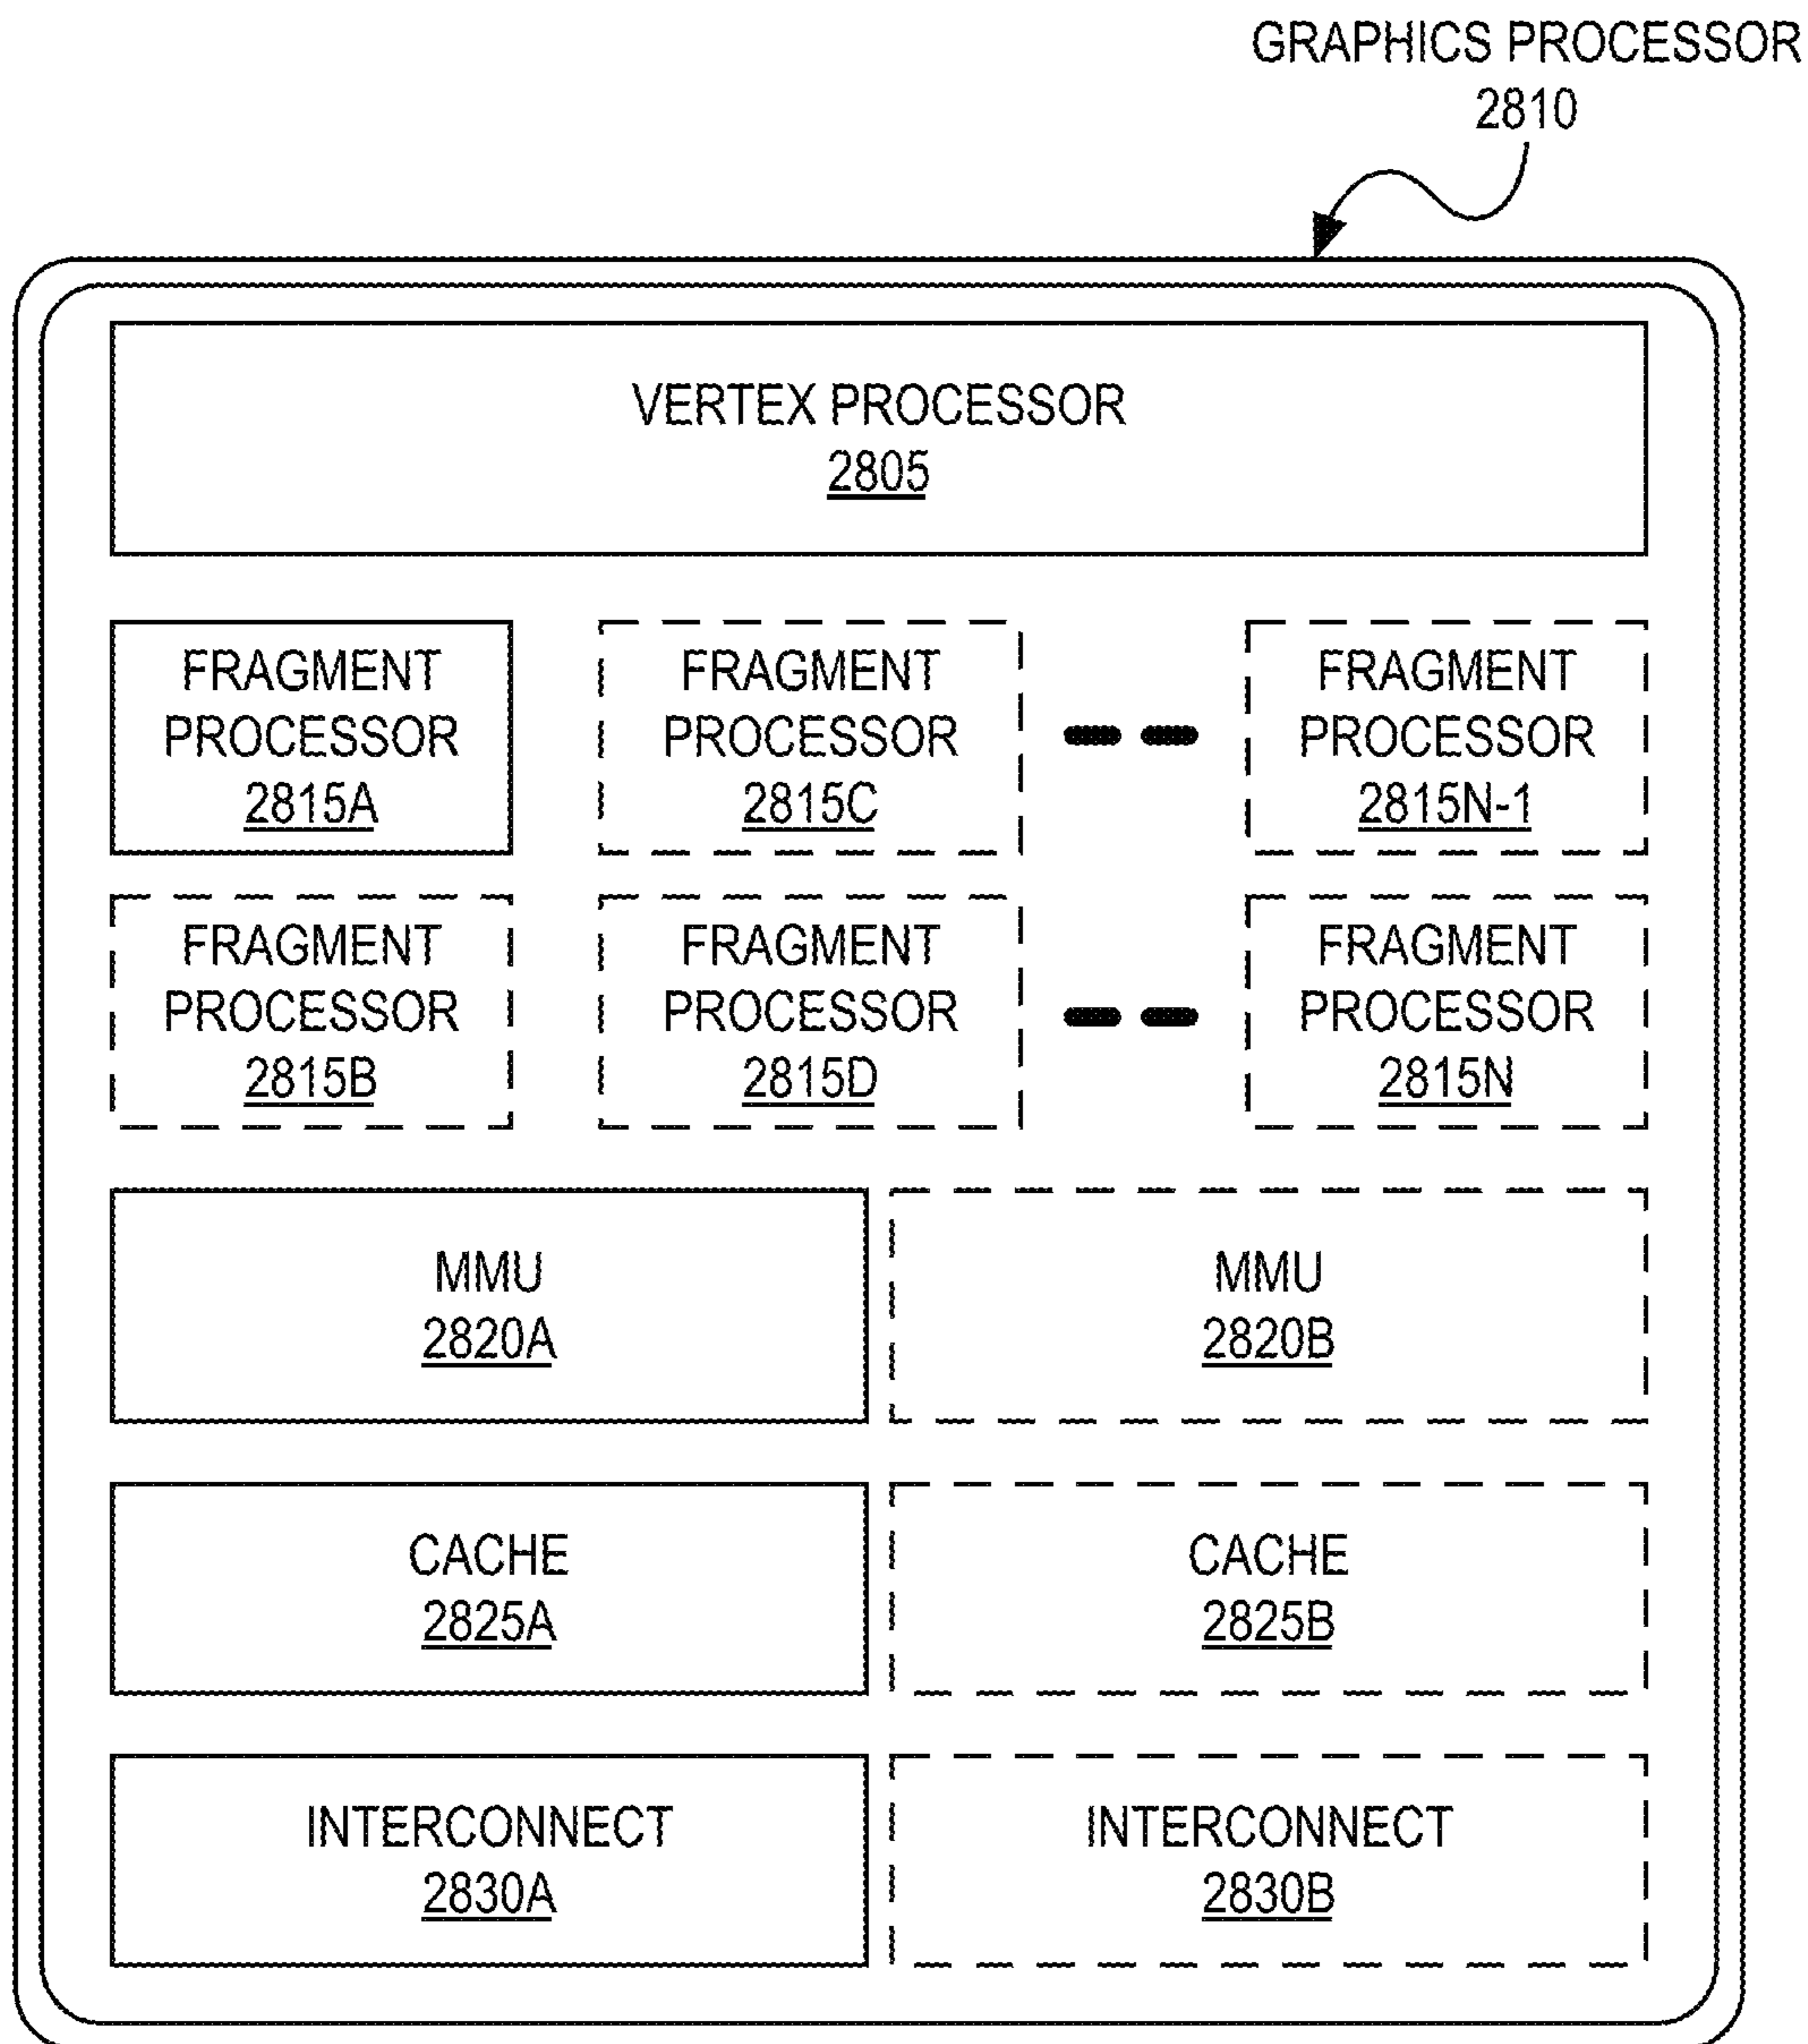 GRAPHICS PROCESSOR
2810
VERTEX PROCESSOR
2805
FRAGMENT
PROCESSOR
2815A
FRAGMENT
PROCESSOR
2815C
FRAGMENT
PROCESSOR
2815N-1
FRAGMENT
PROCESSOR
2815B
FRAGMENT
PROCESSOR
2815D
FRAGMENT
PROCESSOR
2815N
MMU
2820A
MMU
2820B
CACHE
2825A
CACHE
2825B
INTERCONNECT
2830A
INTERCONNECT
2830B